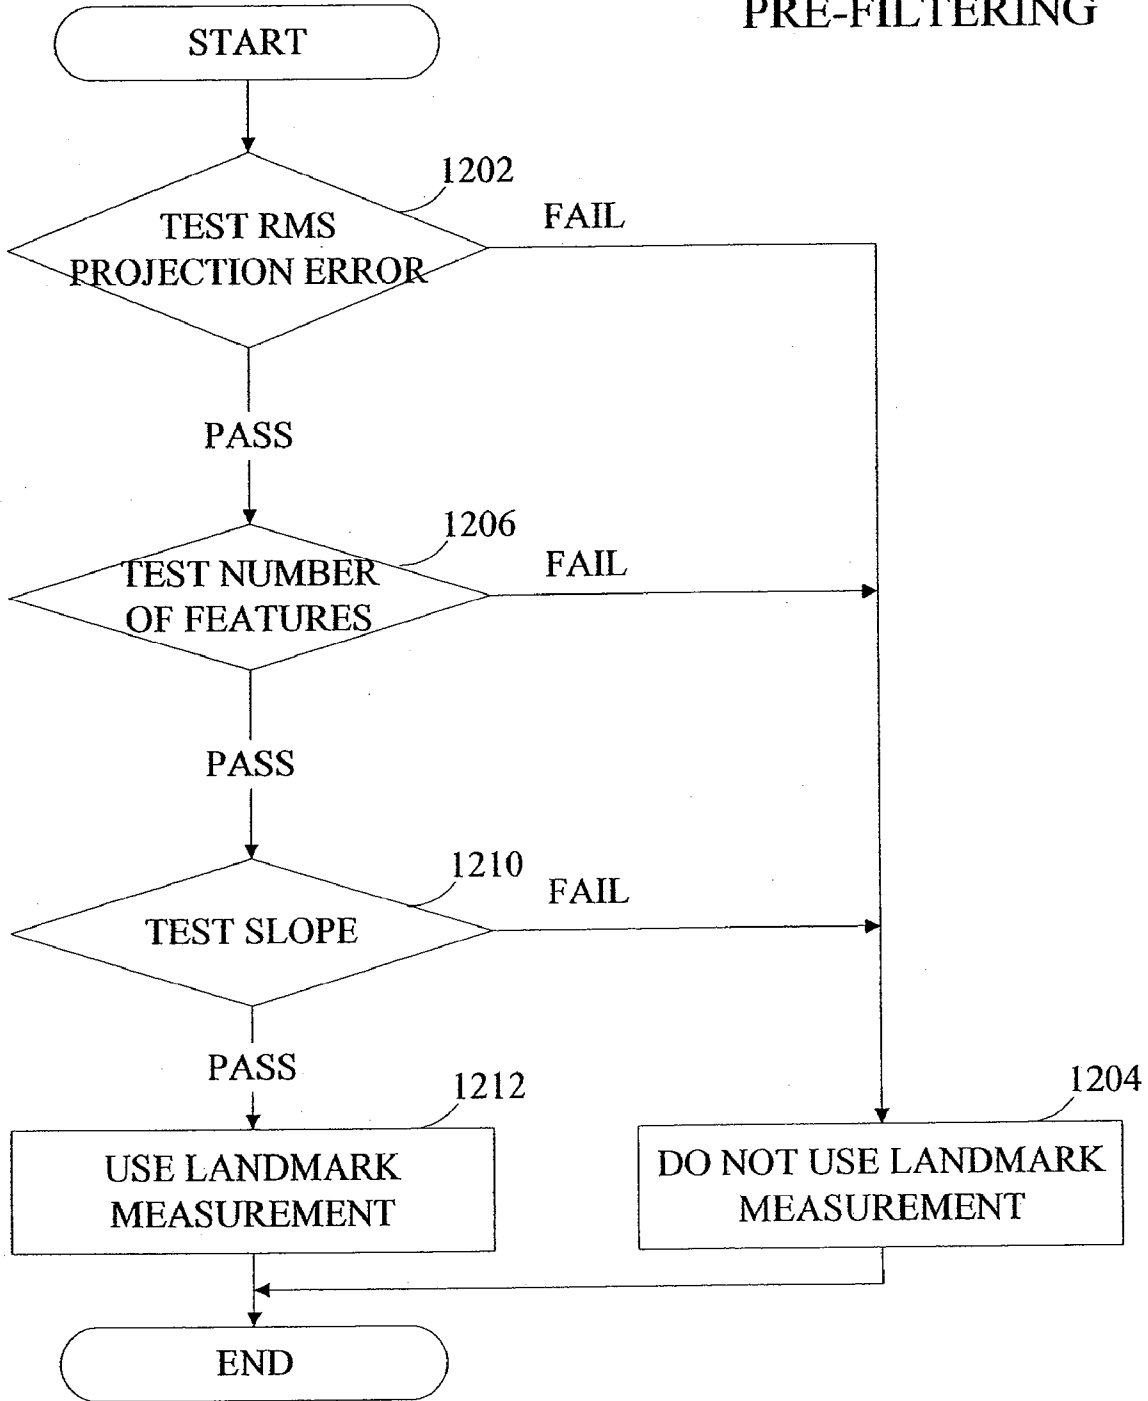 PRE-FILTERING
START
1202
TEST RMS
PROJECTION ERROR
FAIL
PASS
1206
TEST NUMBER
OF FEATURES
FAIL
PASS
1210
TEST SLOPE
FAIL
PASS
1212
USE LANDMARK
MEASUREMENT
1204
DO NOT USE LANDMARK
MEASUREMENT
END